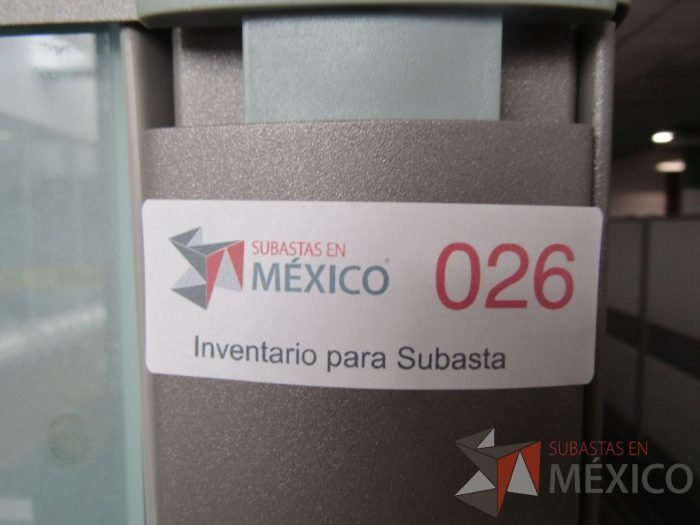 SUBASTAS EN
MÉXICO®
026
Inventario para Subasta
SUBASTAS EN
MÉXICO